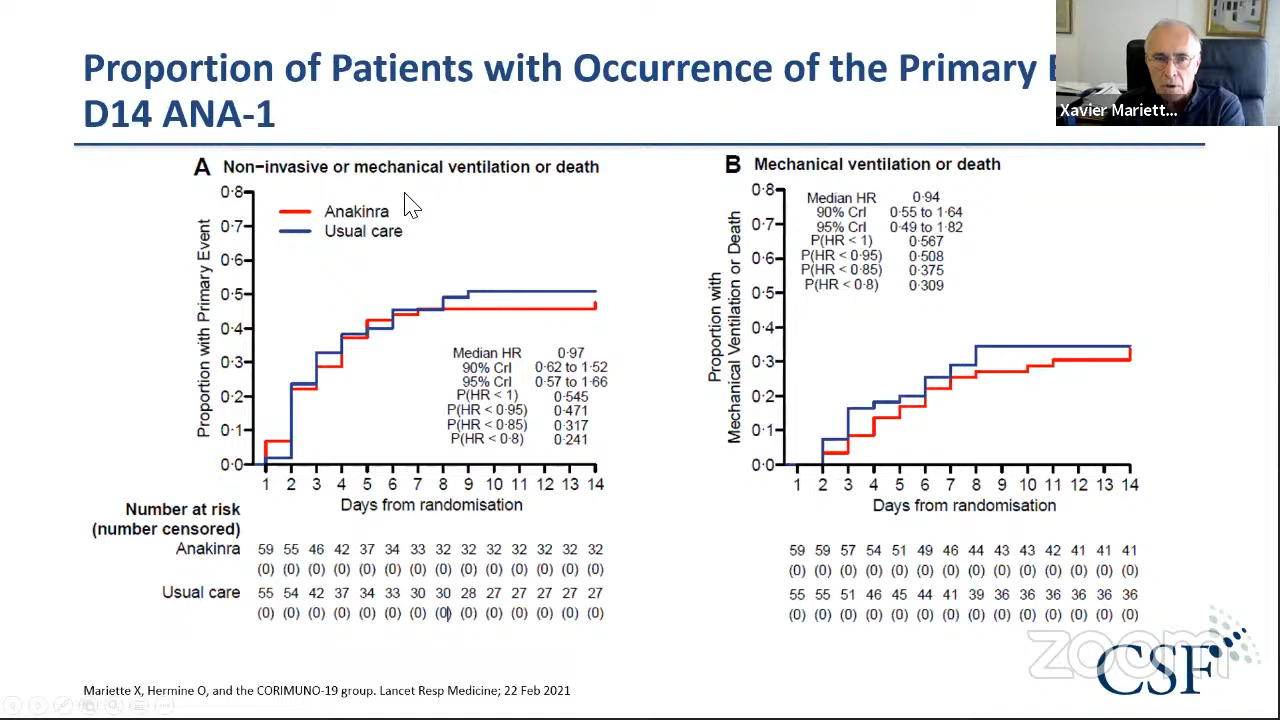 Proportion of Patients with Occurrence of the Primary
D14 ANA-1
Xavier Mariett...
A Non−invasive or mechanical ventilation or death
Proportion with Primary Event
0·8
0·7
0·6
0·5
0·4
0·3
0·2
0·1
0·0
Anakinra
Usual care
Median HR 0·97
90% CrI 0·62 to 1·52
95% CrI 0·57 to 1·66
P(HR < 1) 0·545
P(HR < 0·95) 0·471
P(HR < 0·85) 0·317
P(HR < 0·8) 0·241
1 2 3 4 5 6 7 8 9 10 11 12 13 14
Days from randomisation
B Mechanical ventilation or death
Proportion with
Mechanical Ventilation or Death
0·8
0·7
0·6
0·5
0·4
0·3
0·2
0·1
0·0
Median HR 0·94
90% CrI 0·55 to 1·64
95% CrI 0·49 to 1·82
P(HR < 1) 0·567
P(HR < 0·95) 0·508
P(HR < 0·85) 0·375
P(HR < 0·8) 0·309
1 2 3 4 5 6 7 8 9 10 11 12 13 14
Days from randomisation
Number at risk
(number censored)
Anakinra 59 55 46 42 37 34 33 32 32 32 32 32 32 32
(0) (0) (0) (0) (0) (0) (0) (0) (0) (0) (0) (0) (0) (0)
Usual care 55 54 42 37 34 33 30 30 28 27 27 27 27 27
(0) (0) (0) (0) (0) (0) (0) (0) (0) (0) (0) (0) (0) (0)
59 59 57 54 51 49 46 44 43 43 42 41 41 41
(0) (0) (0) (0) (0) (0) (0) (0) (0) (0) (0) (0) (0) (0)
55 55 51 46 45 44 41 39 36 36 36 36 36 36
(0) (0) (0) (0) (0) (0) (0) (0) (0) (0) (0) (0) (0) (0)
zoom
CSF
Mariette X, Hermine O, and the CORIMUNO-19 group. Lancet Resp Medicine; 22 Feb 2021